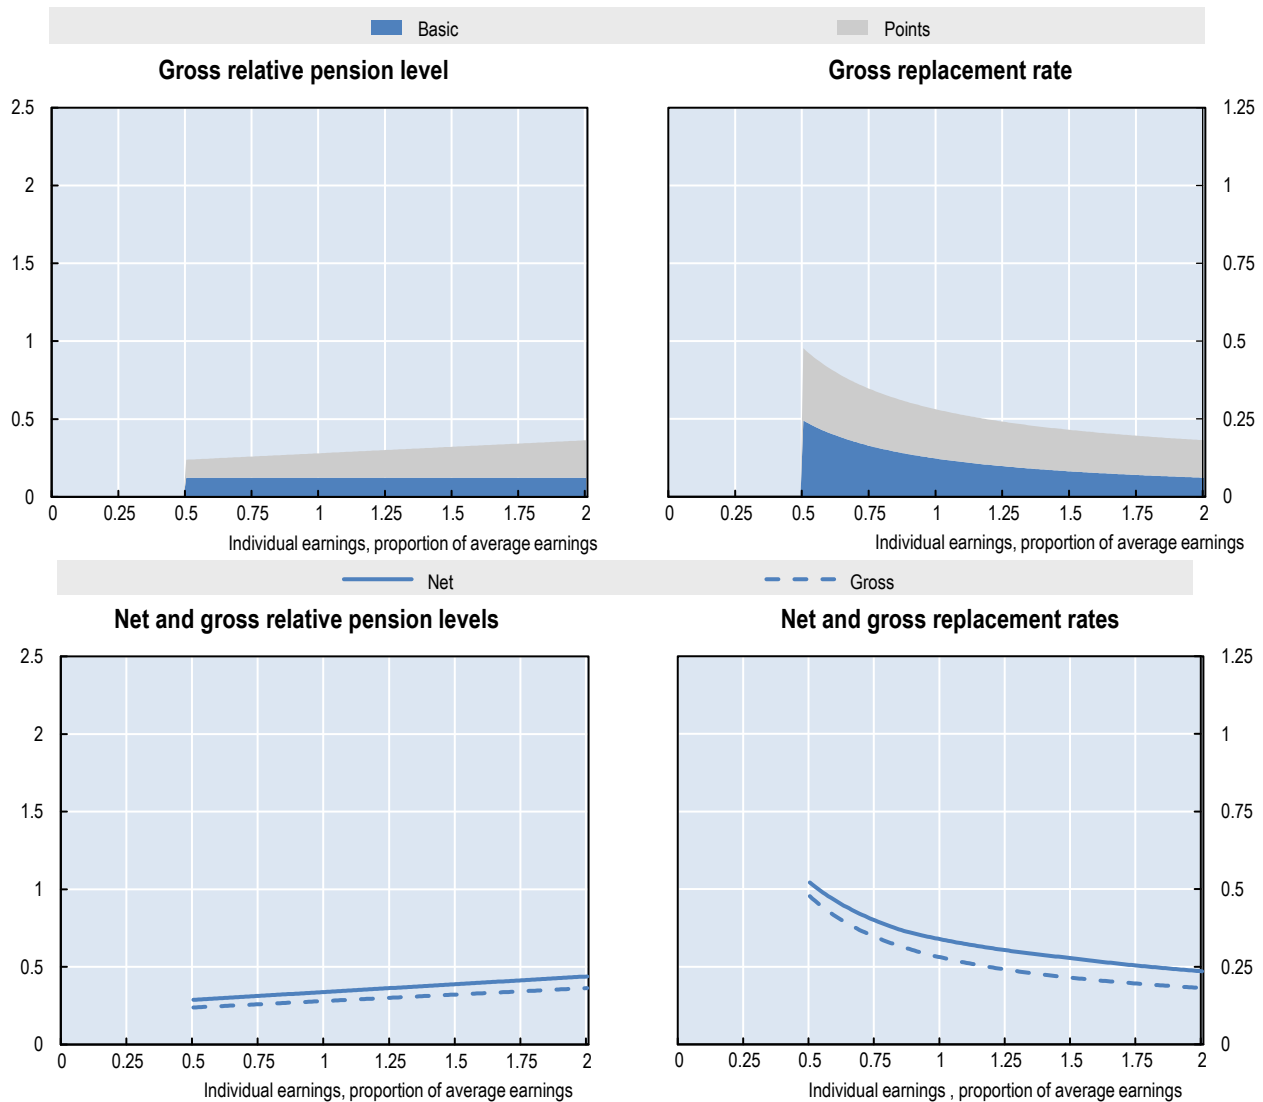 Basic Points
Gross relative pension level
Gross replacement rate
2.5
2
1.5
1
0.5
0
0 0.25 0.5 0.75 1 1.25 1.5 1.75 2
Individual earnings, proportion of average earnings
1.25
1
0.75
0.5
0.25
0
0 0.25 0.5 0.75 1 1.25 1.5 1.75 2
Individual earnings, proportion of average earnings
Net Gross
Net and gross relative pension levels
Net and gross replacement rates
2.5
2
1.5
1
0.5
0
0 0.25 0.5 0.75 1 1.25 1.5 1.75 2
Individual earnings, proportion of average earnings
1.25
1
0.75
0.5
0.25
0
0 0.25 0.5 0.75 1 1.25 1.5 1.75 2
Individual earnings , proportion of average earnings